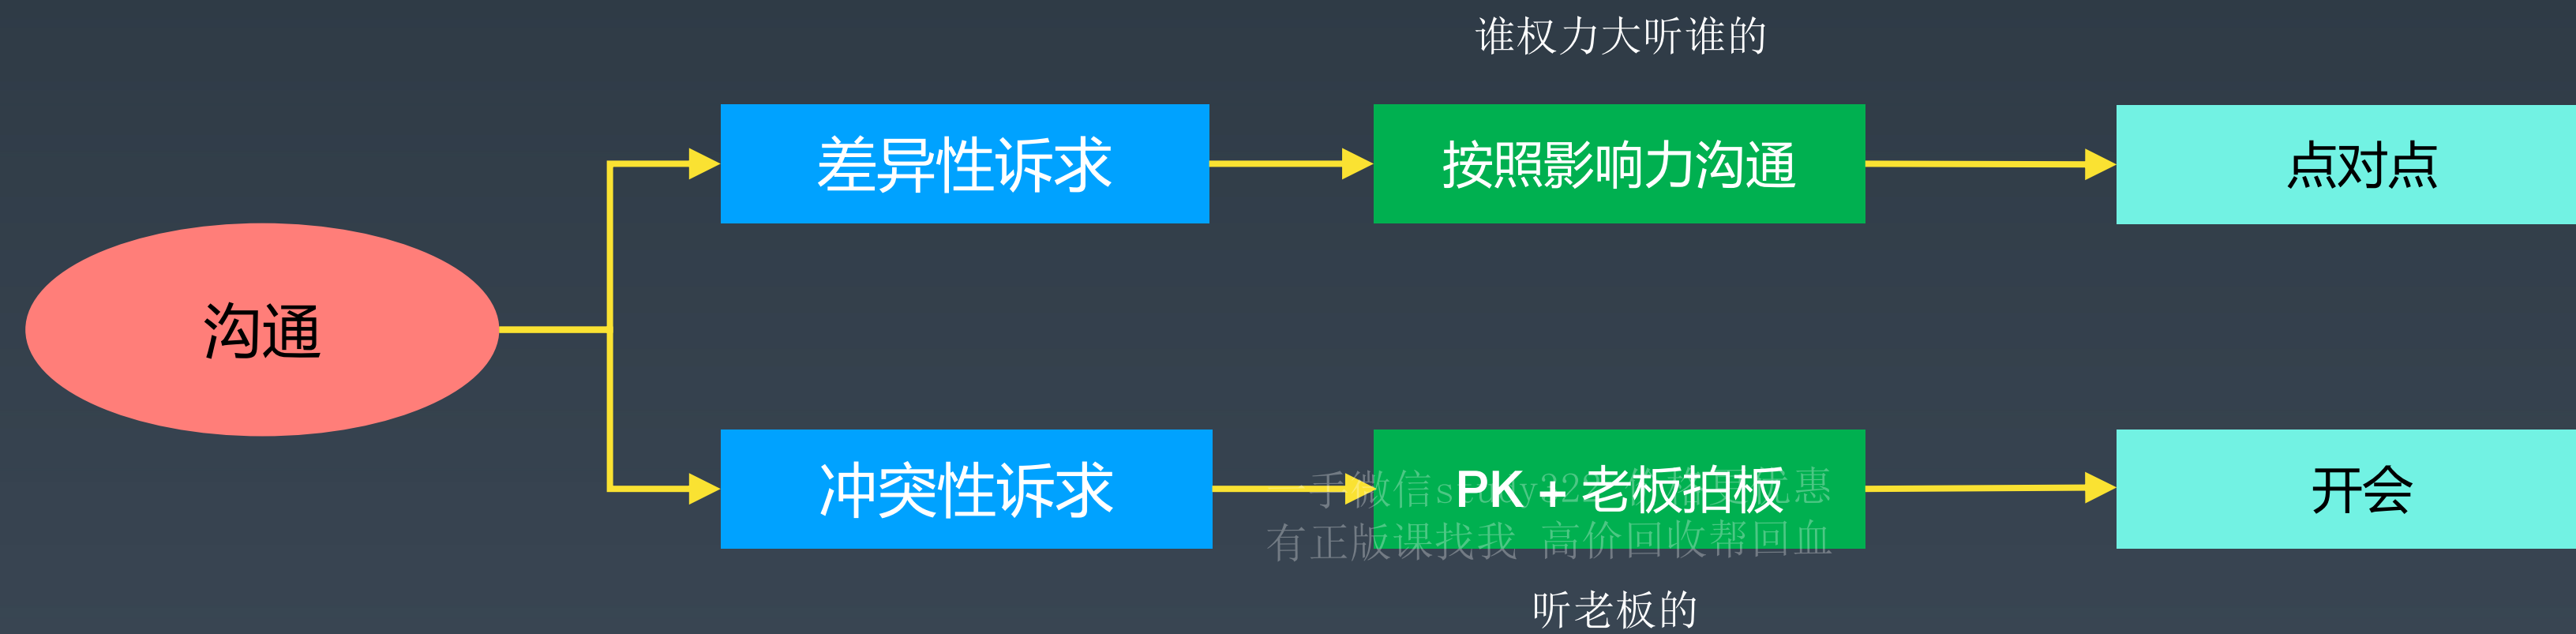 谁权力大听谁的
差异性诉求
按照影响力沟通
点对点
沟通
冲突性诉求
PK + 老板拍板
开会
有正版课找我 高价回收帮回血
听老板的